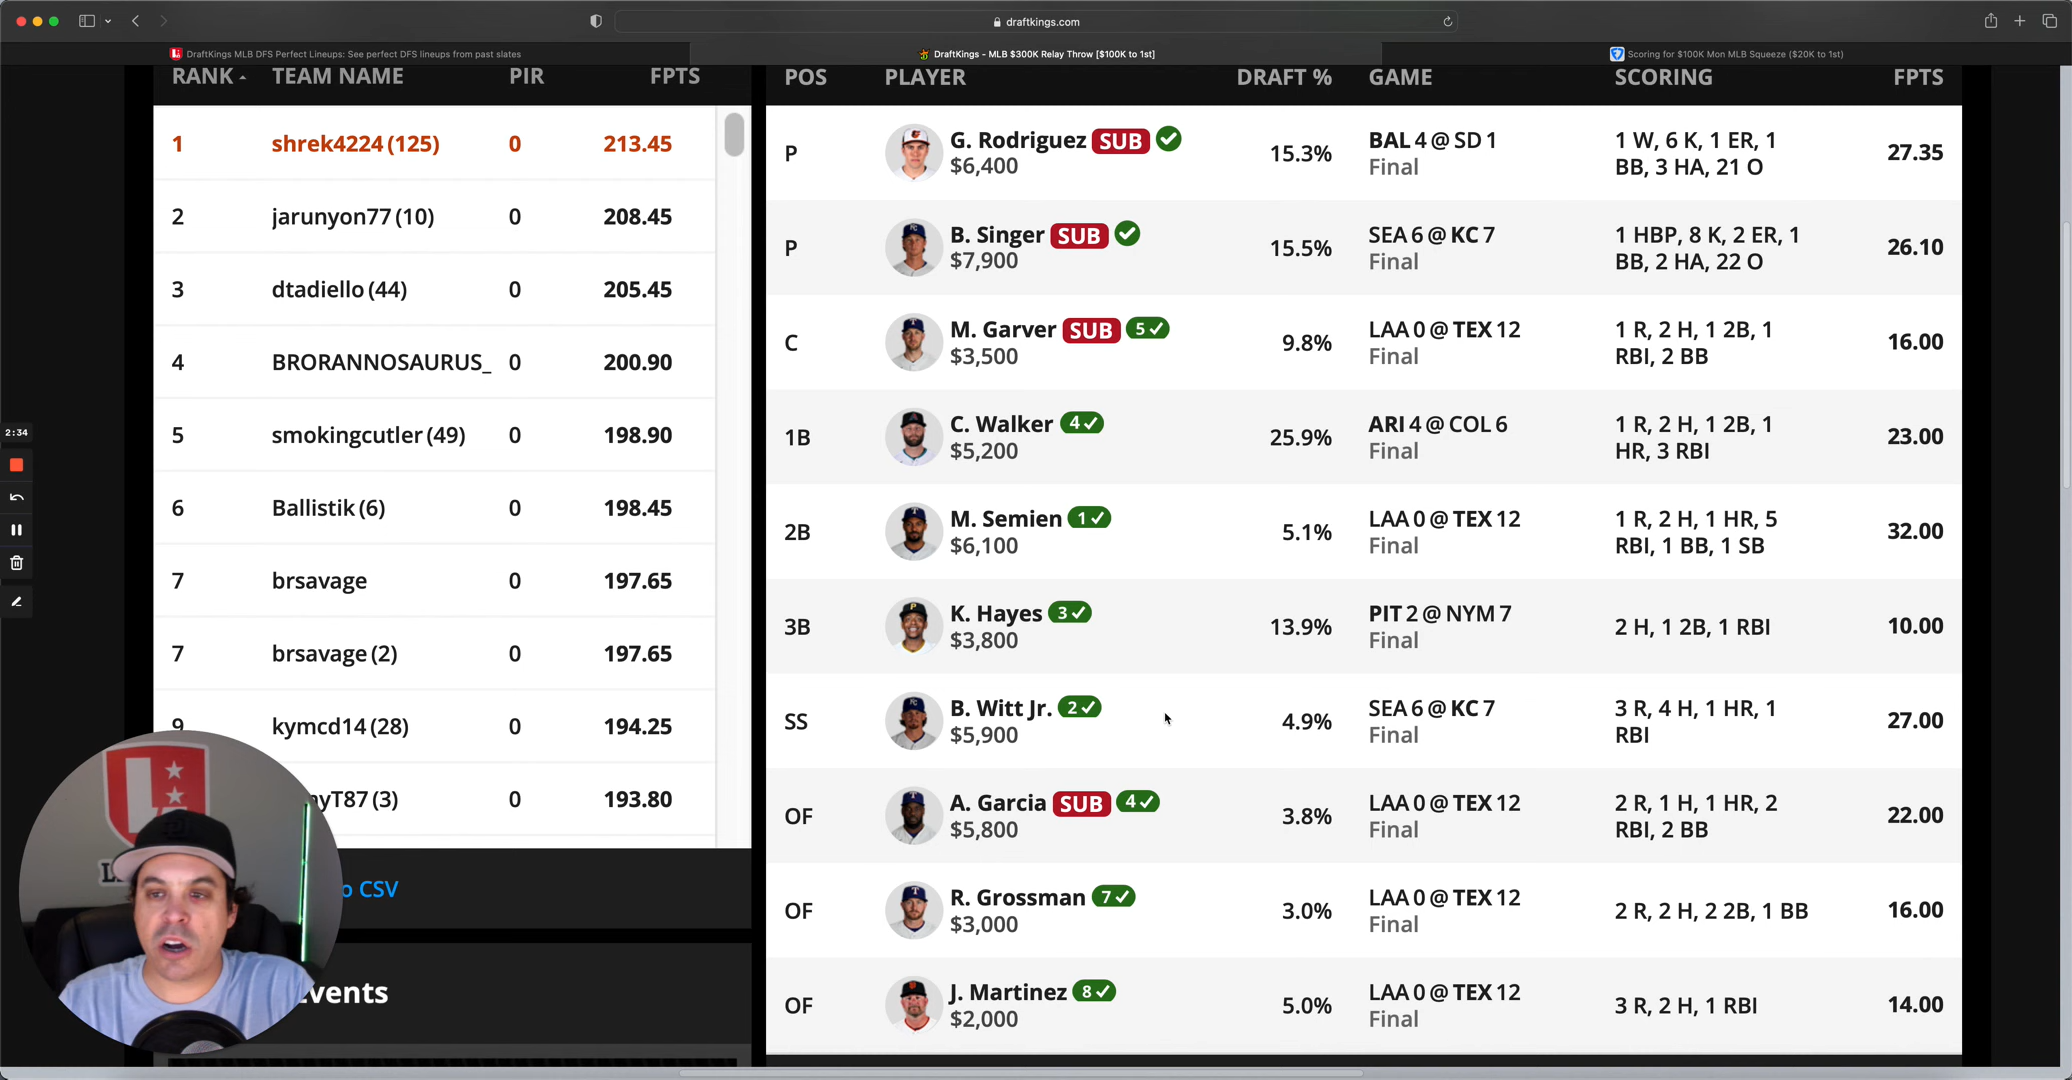 draftkings.com
DraftKings MLB DFS Perfect Lineups: See perfect DFS lineups from past slates
DraftKings - MLB $300K Relay Throw [$100K to 1st]
Scoring for $100K Mon MLB Squeeze ($20K to 1st)
RANK TEAM NAME PIR FPTS
1 shrek4224 (125) 0 213.45
2 jarunyon77 (10) 0 208.45
3 dtadiello (44) 0 205.45
4 BRORANNOSAURUS_ 0 200.90
5 smokingcutler (49) 0 198.90
6 Ballistik (6) 0 198.45
7 brsavage 0 197.65
7 brsavage (2) 0 197.65
9 kymcd14 (28) 0 194.25
yT87 (3) 0 193.80
CSV
Events
2:34
POS PLAYER DRAFT % GAME SCORING FPTS
P G. Rodriguez SUB 15.3% BAL 4 @ SD 1 1 W, 6 K, 1 ER, 1 27.35
$6,400 Final BB, 3 HA, 21 O
P B. Singer SUB 15.5% SEA 6 @ KC 7 1 HBP, 8 K, 2 ER, 1 26.10
$7,900 Final BB, 2 HA, 22 O
C M. Garver SUB 5 9.8% LAA 0 @ TEX 12 1 R, 2 H, 1 2B, 1 16.00
$3,500 Final RBI, 2 BB
1B C. Walker 4 25.9% ARI 4 @ COL 6 1 R, 2 H, 1 2B, 1 23.00
$5,200 Final HR, 3 RBI
2B M. Semien 1 5.1% LAA 0 @ TEX 12 1 R, 2 H, 1 HR, 5 32.00
$6,100 Final RBI, 1 BB, 1 SB
3B K. Hayes 3 13.9% PIT 2 @ NYM 7 2 H, 1 2B, 1 RBI 10.00
$3,800 Final
SS B. Witt Jr. 2 4.9% SEA 6 @ KC 7 3 R, 4 H, 1 HR, 1 27.00
$5,900 Final RBI
OF A. Garcia SUB 4 3.8% LAA 0 @ TEX 12 2 R, 1 H, 1 HR, 2 22.00
$5,800 Final RBI, 2 BB
OF R. Grossman 7 3.0% LAA 0 @ TEX 12 2 R, 2 H, 2 2B, 1 BB 16.00
$3,000 Final
OF J. Martinez 8 5.0% LAA 0 @ TEX 12 3 R, 2 H, 1 RBI 14.00
$2,000 Final